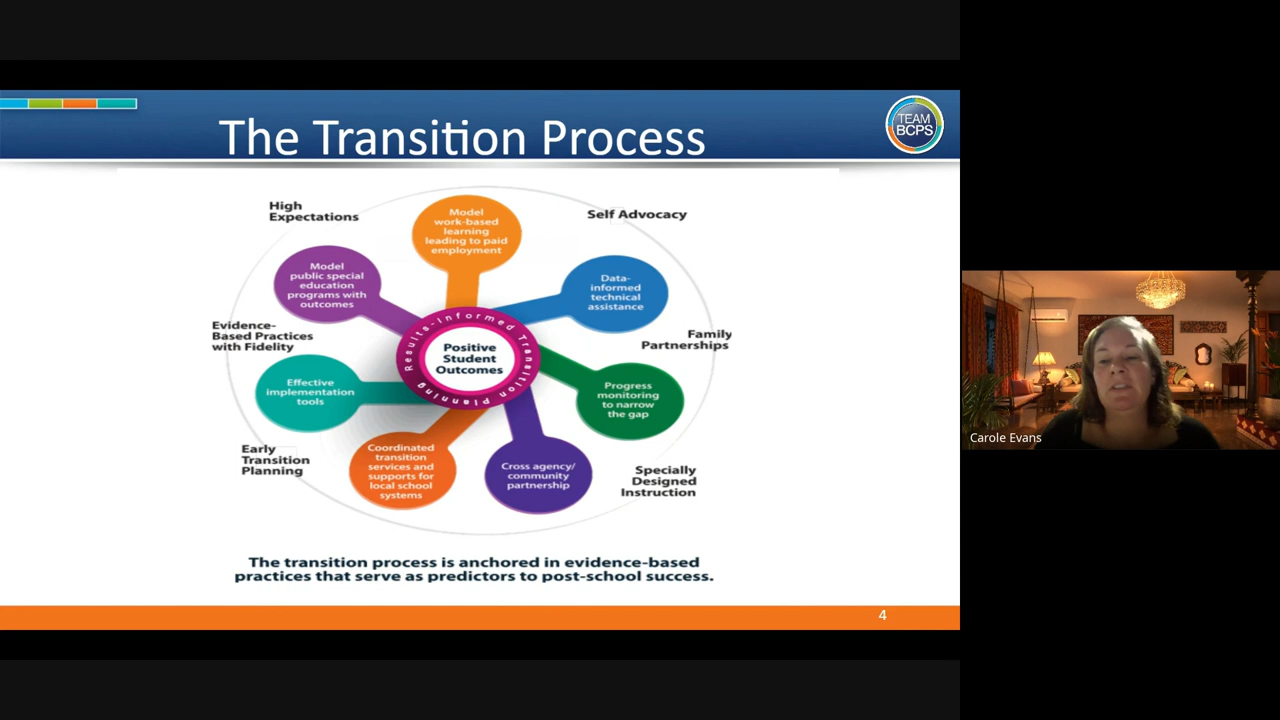 The Transition Process
TEAM
BCPS
High
Expectations
Model
work-based
learning
leading to paid
employment
Self Advocacy
Model
public special
education
programs with
outcomes
Data-
informed
technical
assistance
Evidence-
Based Practices
with Fidelity
Results-Informed Transition planning
Positive
Student
Outcomes
Family
Partnerships
Effective
implementation
tools
Progress
monitoring
to narrow
the gap
Early
Transition
Planning
Coordinated
transition
services and
supports for
local school
systems
Cross agency/
community
partnership
Specially
Designed
Instruction
The transition process is anchored in evidence-based
practices that serve as predictors to post-school success.
4
Carole Evans